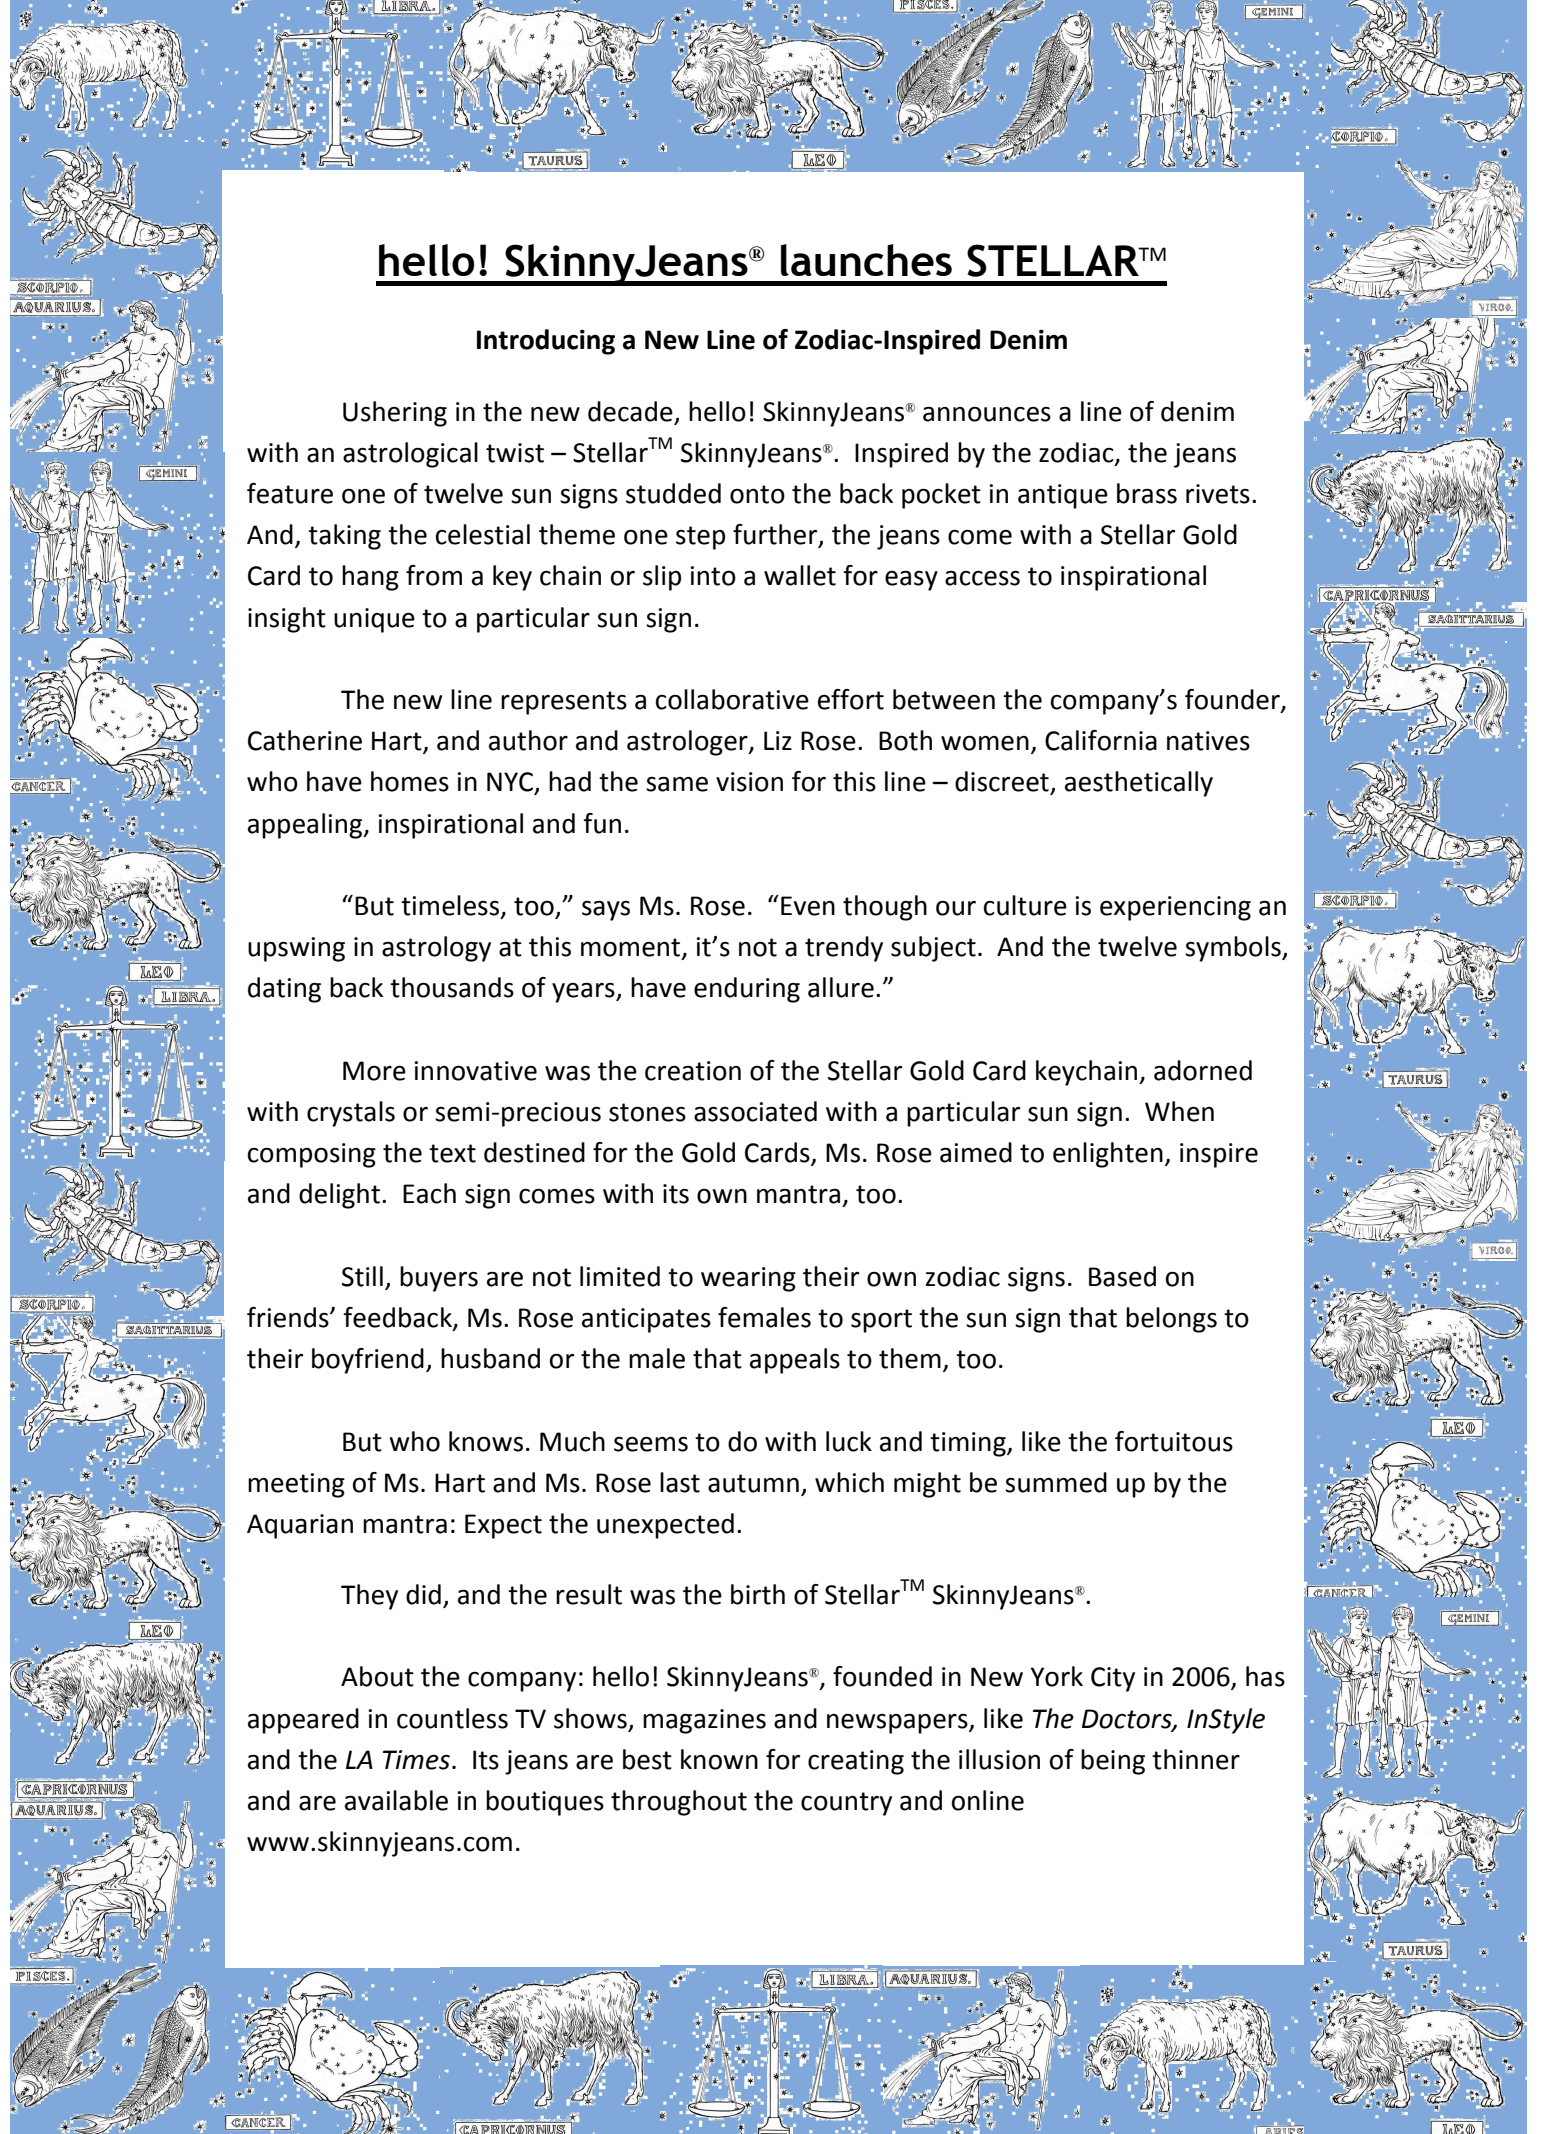 LIBRA.
PISCES.
GEMINI
TAURUS
LEO
CORPIO.
hello! SkinnyJeans® launches STELLAR™
Introducing a New Line of Zodiac-Inspired Denim
Ushering in the new decade, hello! SkinnyJeans® announces a line of denim
with an astrological twist – Stellar™ SkinnyJeans®.  Inspired by the zodiac, the jeans
feature one of twelve sun signs studded onto the back pocket in antique brass rivets.
And, taking the celestial theme one step further, the jeans come with a Stellar Gold
Card to hang from a key chain or slip into a wallet for easy access to inspirational
insight unique to a particular sun sign.
The new line represents a collaborative effort between the company’s founder,
Catherine Hart, and author and astrologer, Liz Rose.  Both women, California natives
who have homes in NYC, had the same vision for this line – discreet, aesthetically
appealing, inspirational and fun.
“But timeless, too,” says Ms. Rose.  “Even though our culture is experiencing an
upswing in astrology at this moment, it’s not a trendy subject.  And the twelve symbols,
dating back thousands of years, have enduring allure.”
More innovative was the creation of the Stellar Gold Card keychain, adorned
with crystals or semi-precious stones associated with a particular sun sign.  When
composing the text destined for the Gold Cards, Ms. Rose aimed to enlighten, inspire
and delight.  Each sign comes with its own mantra, too.
Still, buyers are not limited to wearing their own zodiac signs.  Based on
friends’ feedback, Ms. Rose anticipates females to sport the sun sign that belongs to
their boyfriend, husband or the male that appeals to them, too.
But who knows. Much seems to do with luck and timing, like the fortuitous
meeting of Ms. Hart and Ms. Rose last autumn, which might be summed up by the
Aquarian mantra: Expect the unexpected.
They did, and the result was the birth of Stellar™ SkinnyJeans®.
About the company: hello! SkinnyJeans®, founded in New York City in 2006, has
appeared in countless TV shows, magazines and newspapers, like The Doctors, InStyle
and the LA Times.  Its jeans are best known for creating the illusion of being thinner
and are available in boutiques throughout the country and online
www.skinnyjeans.com.
SCORPIO.
AQUARIUS.
GEMINI
CANCER
LEO
LIBRA.
SCORPIO.
SAGITTARIUS
LEO
CAPRICORNUS
AQUARIUS.
PISCES.
VIRGO.
CAPRICORNUS
SAGITTARIUS
SCORPIO.
TAURUS
VIRGO.
LEO
CANCER
GEMINI
TAURUS
LIBRA.
AQUARIUS.
CANCER
CAPRICORNUS
ARIES
LEO